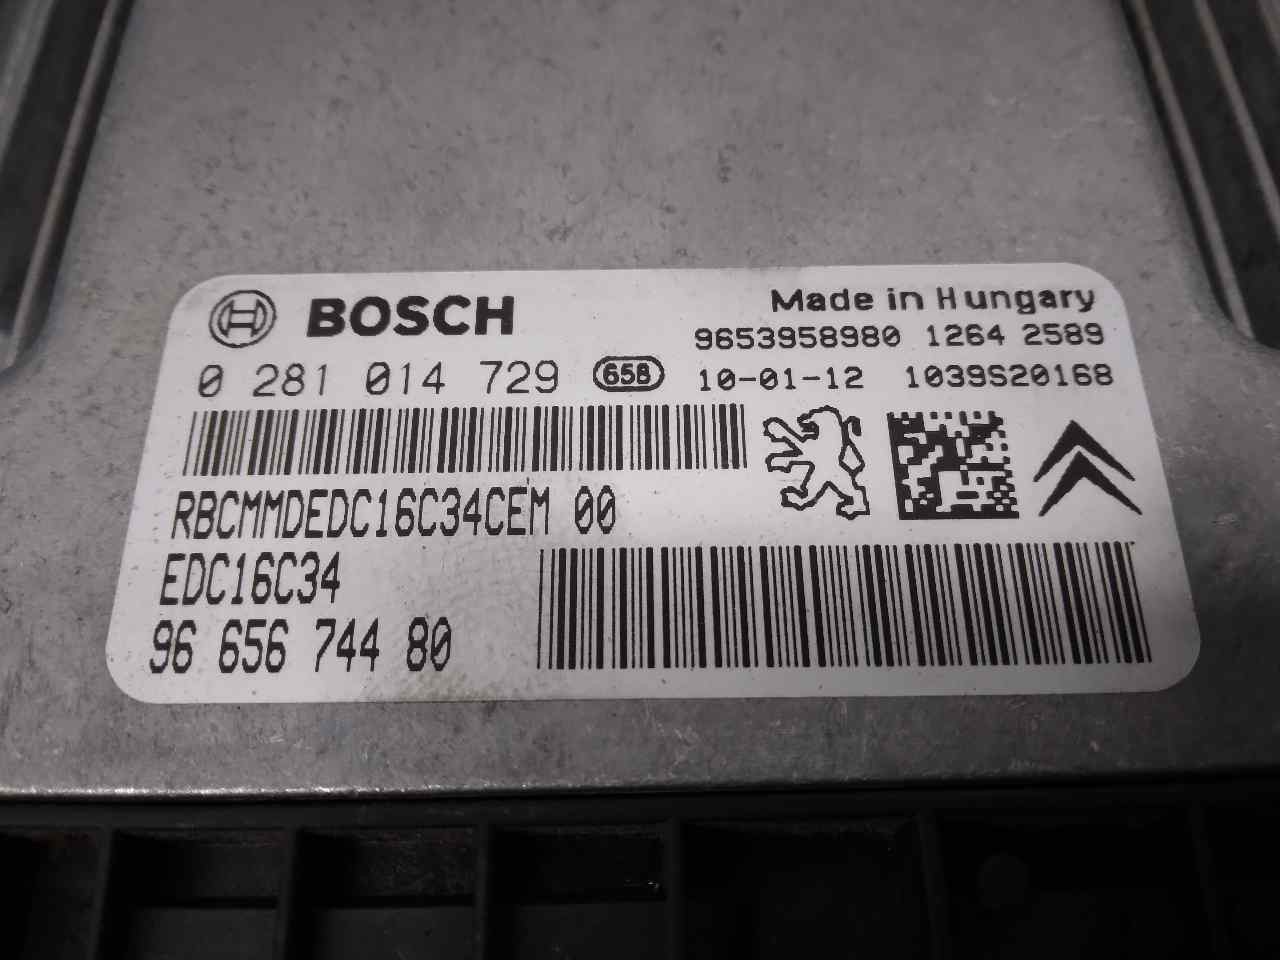 BOSCH
Made in Hungary
9653958980 1264 2589
0 281 014 729 658 10-01-12 1039S20168
RBCMMDEDC16C34CEM 00
EDC16C34
96 656 744 80